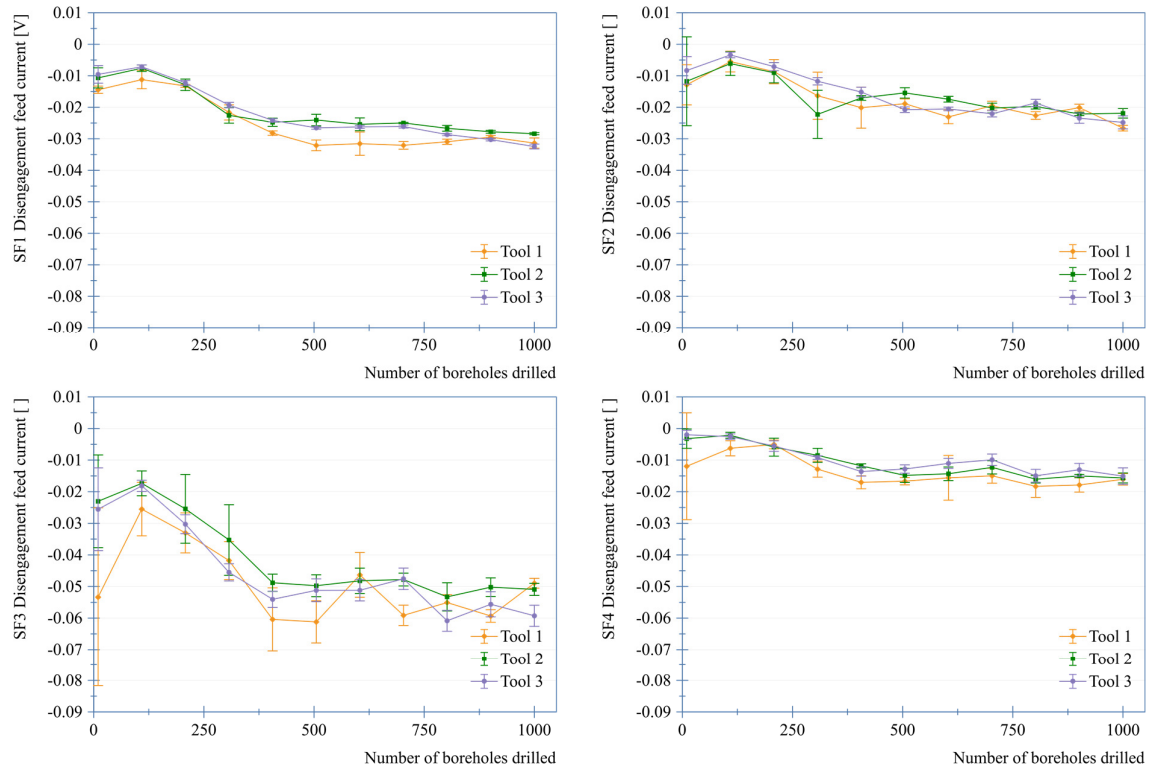 SF1 Disengagement feed current [V]
0.01
0
-0.01
-0.02
-0.03
-0.04
-0.05
-0.06
-0.07
-0.08
-0.09
Tool 1
Tool 2
Tool 3
0 250 500 750 1000
Number of boreholes drilled
SF2 Disengagement feed current [ ]
0.01
0
-0.01
-0.02
-0.03
-0.04
-0.05
-0.06
-0.07
-0.08
-0.09
Tool 1
Tool 2
Tool 3
0 250 500 750 1000
Number of boreholes drilled
SF3 Disengagement feed current [ ]
0.01
0
-0.01
-0.02
-0.03
-0.04
-0.05
-0.06
-0.07
-0.08
-0.09
Tool 1
Tool 2
Tool 3
0 250 500 750 1000
Number of boreholes drilled
SF4 Disengagement feed current [ ]
0.01
0
-0.01
-0.02
-0.03
-0.04
-0.05
-0.06
-0.07
-0.08
-0.09
Tool 1
Tool 2
Tool 3
0 250 500 750 1000
Number of boreholes drilled